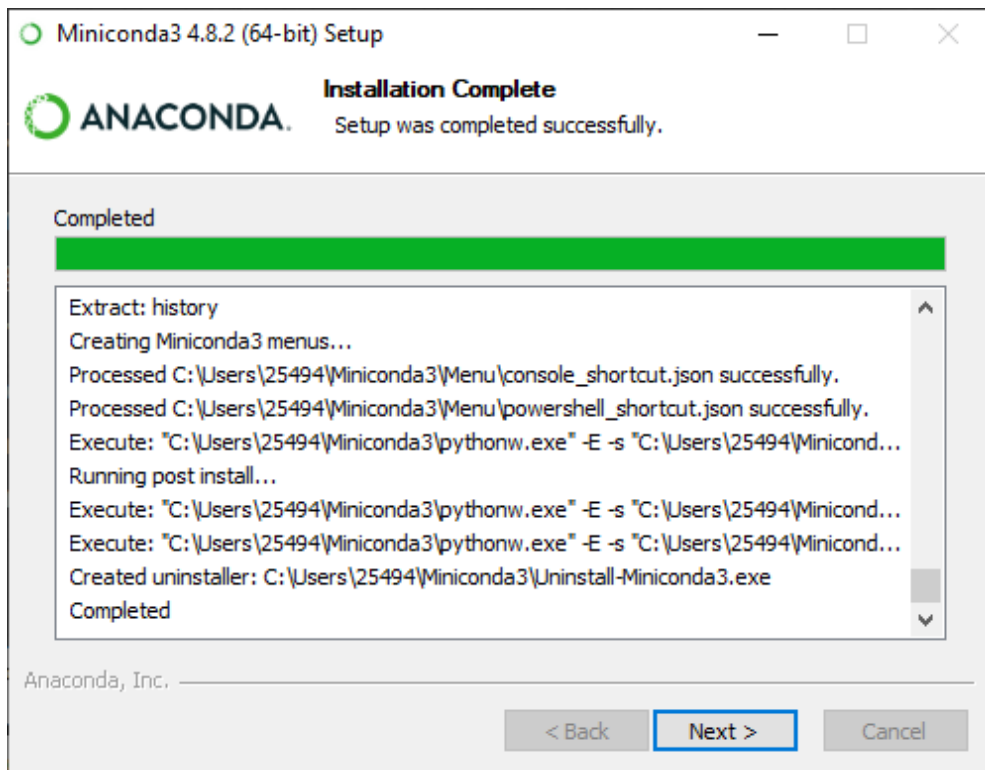 Miniconda3 4.8.2 (64-bit) Setup
ANACONDA.
Installation Complete
Setup was completed successfully.
Completed
Extract: history
Creating Miniconda3 menus...
Processed C:\Users\25494\Miniconda3\Menu\console_shortcut.json successfully.
Processed C:\Users\25494\Miniconda3\Menu\powershell_shortcut.json successfully.
Execute: "C:\Users\25494\Miniconda3\pythonw.exe" -E -s "C:\Users\25494\Minicond...
Running post install...
Execute: "C:\Users\25494\Miniconda3\pythonw.exe" -E -s "C:\Users\25494\Minicond...
Execute: "C:\Users\25494\Miniconda3\pythonw.exe" -E -s "C:\Users\25494\Minicond...
Created uninstaller: C:\Users\25494\Miniconda3\Uninstall-Miniconda3.exe
Completed
Anaconda, Inc.
< Back
Next >
Cancel